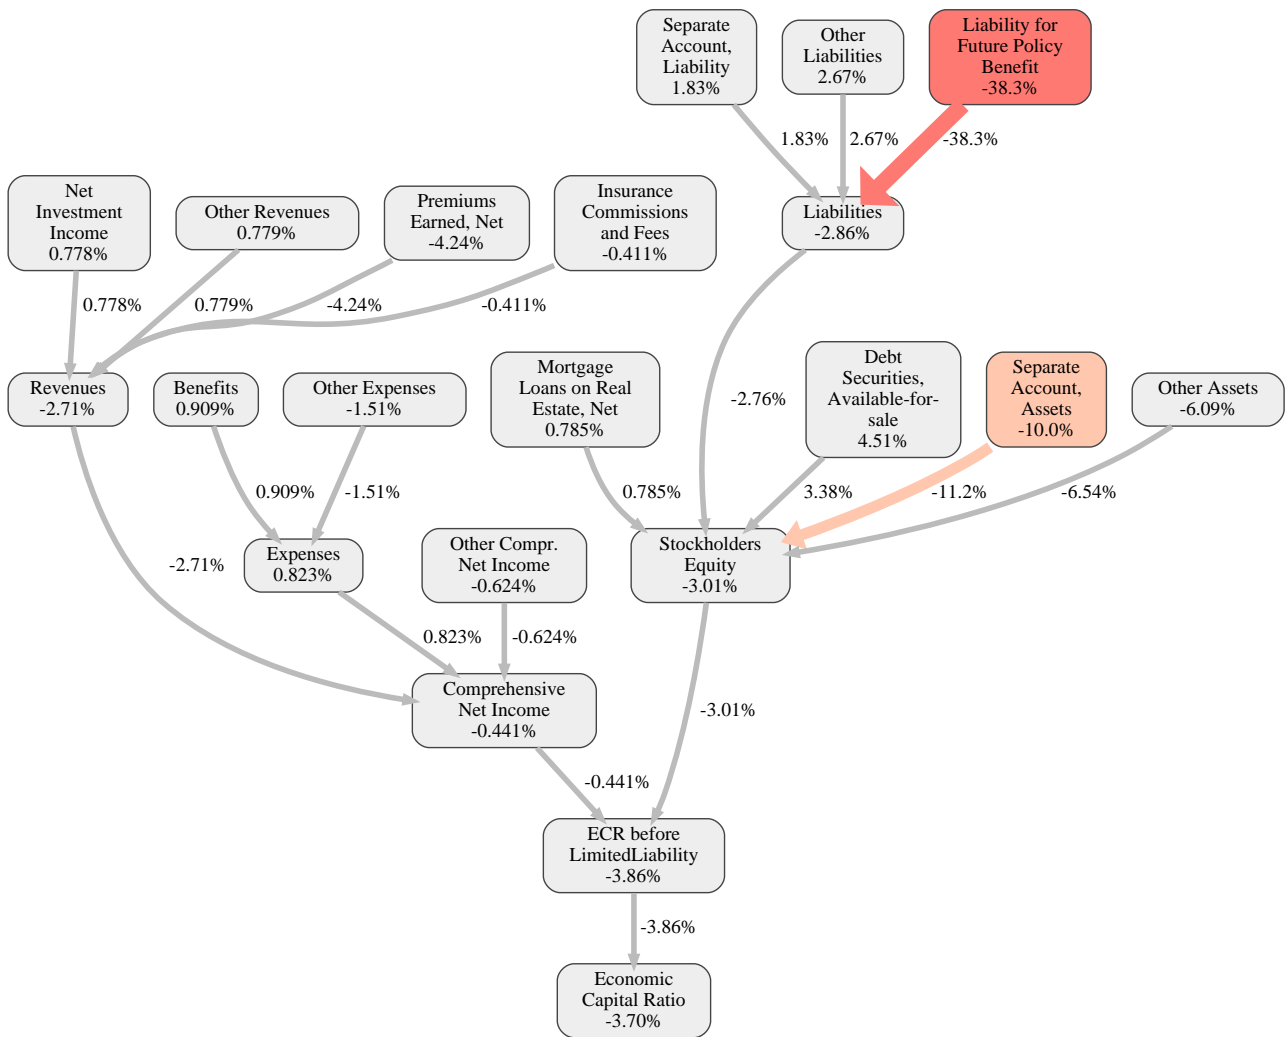 Separate
Account,
Liability
1.83%
Other
Liabilities
2.67%
Liability for
Future Policy
Benefit
-38.3%
1.83%
2.67%
-38.3%
Net
Investment
Income
0.778%
Other Revenues
0.779%
Premiums
Earned, Net
-4.24%
Insurance
Commissions
and Fees
-0.411%
Liabilities
-2.86%
0.778%
0.779%
-4.24%
-0.411%
Revenues
-2.71%
Benefits
0.909%
Other Expenses
-1.51%
Mortgage
Loans on Real
Estate, Net
0.785%
-2.76%
Debt
Securities,
Available-for-
sale
4.51%
Separate
Account,
Assets
-10.0%
Other Assets
-6.09%
0.909%
-1.51%
0.785%
3.38%
-11.2%
-6.54%
-2.71%
Expenses
0.823%
Other Compr.
Net Income
-0.624%
Stockholders
Equity
-3.01%
0.823%
-0.624%
Comprehensive
Net Income
-0.441%
-3.01%
-0.441%
ECR before
LimitedLiability
-3.86%
-3.86%
Economic
Capital Ratio
-3.70%